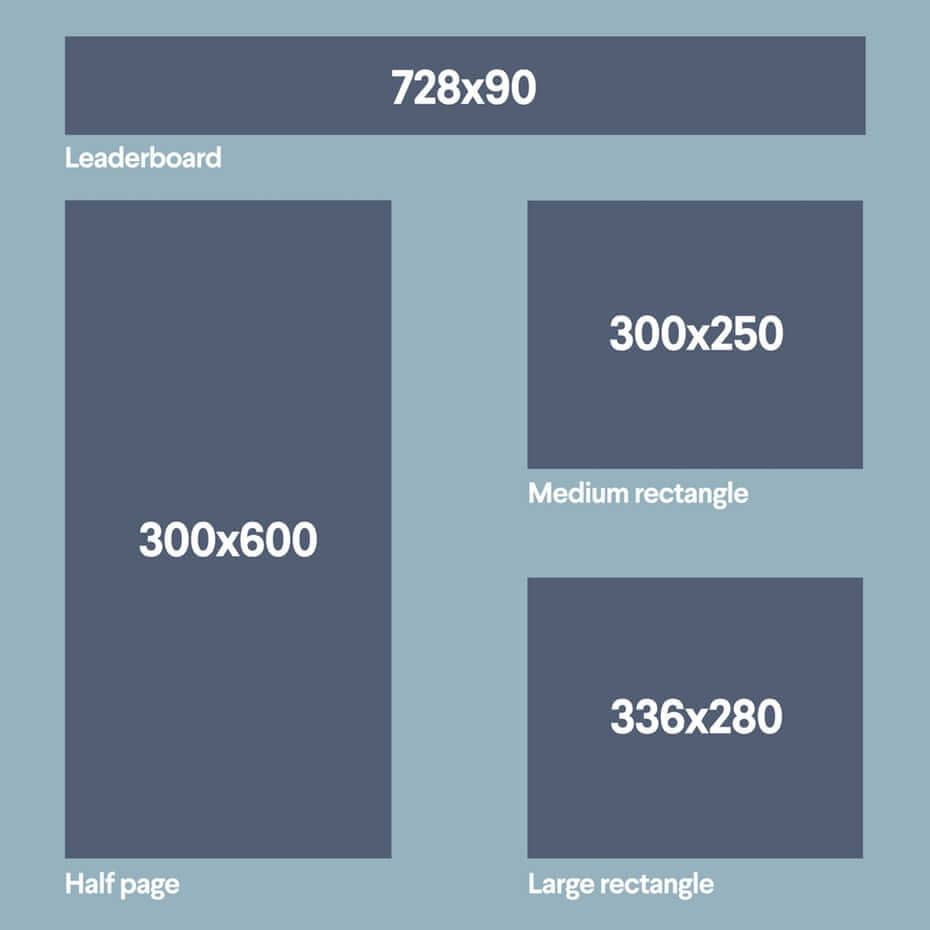 728x90
Leaderboard
300x600
Half page
300x250
Medium rectangle
336x280
Large rectangle